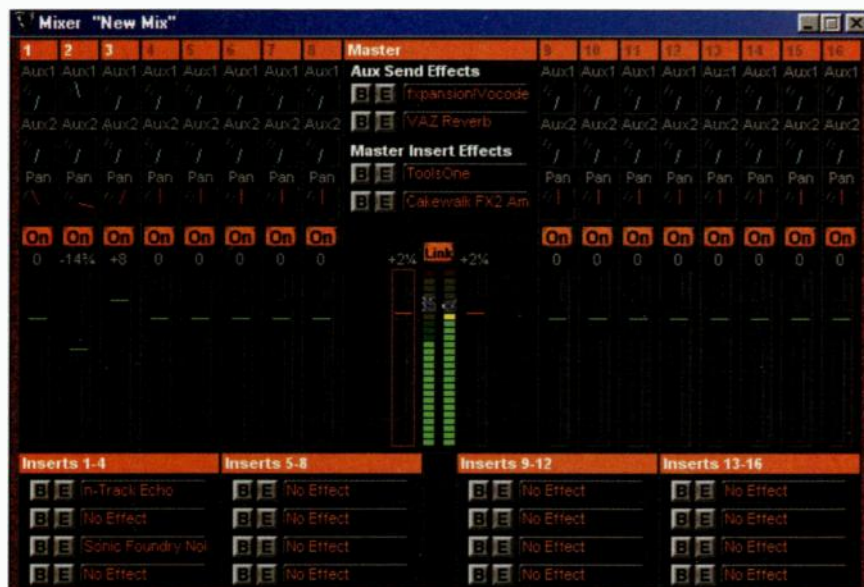 Mixer "New Mix"
1 2 3 4 5 6 7 8 Master 9 10 11 12 13 14 15 16
Aux1 Aux1 Aux1 Aux1 Aux1 Aux1 Aux1 Aux1 Aux Send Effects Aux1 Aux1 Aux1 Aux1 Aux1 Aux1 Aux1 Aux1
B E fxpansion!Vocode
Aux2 Aux2 Aux2 Aux2 Aux2 Aux2 Aux2 Aux2 B E VAZ Reverb Aux2 Aux2 Aux2 Aux2 Aux2 Aux2 Aux2 Aux2
Master Insert Effects
Pan Pan Pan Pan Pan Pan Pan Pan B E ToolsOne Pan Pan Pan Pan Pan Pan Pan Pan
B E Cakewalk FX2 Am
On On On On On On On On On On On On On On On On
0 -14¾ +8 0 0 0 0 0 +2¼ Link +2¼ 0 0 0 0 0 0 0 0
Inserts 1-4 Inserts 5-8 Inserts 9-12 Inserts 13-16
B E n-Track Echo B E No Effect B E No Effect B E No Effect
B E No Effect B E No Effect B E No Effect B E No Effect
B E Sonic Foundry Noi B E No Effect B E No Effect B E No Effect
B E No Effect B E No Effect B E No Effect B E No Effect